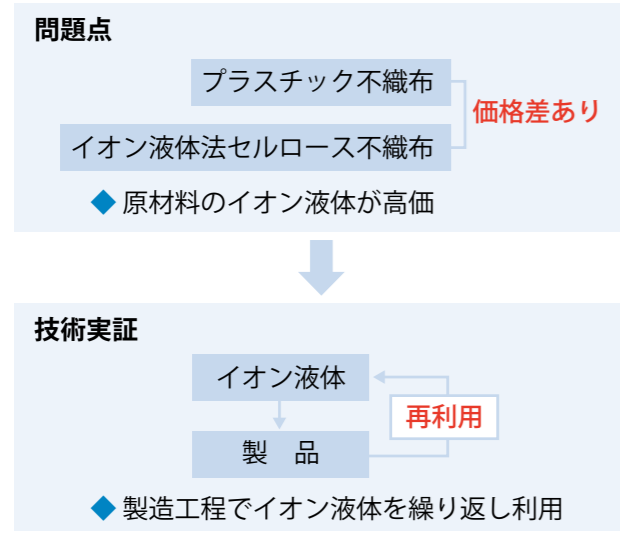 問題点
プラスチック不織布
価格差あり
イオン液体法セルロース不織布
◆ 原材料のイオン液体が高価
技術実証
イオン液体
再利用
製　品
◆ 製造工程でイオン液体を繰り返し利用